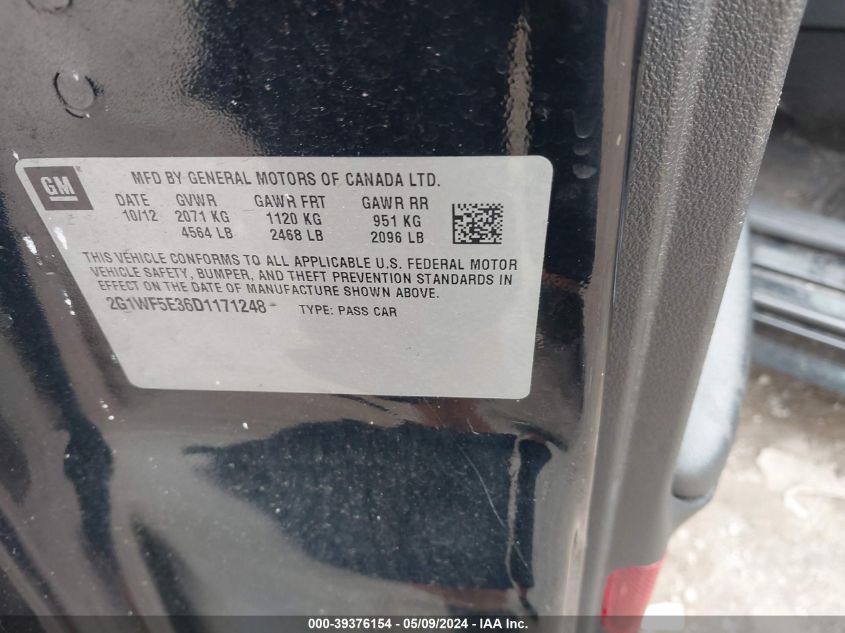 GM
MFD BY GENERAL MOTORS OF CANADA LTD.
DATE GVWR GAWR FRT GAWR RR
10/12 2071 KG 1120 KG 951 KG
4564 LB 2468 LB 2096 LB
THIS VEHICLE CONFORMS TO ALL APPLICABLE U.S. FEDERAL MOTOR
VEHICLE SAFETY, BUMPER, AND THEFT PREVENTION STANDARDS IN
EFFECT ON THE DATE OF MANUFACTURE SHOWN ABOVE.
2G1WF5E36D1171248 TYPE: PASS CAR
000-39376154 - 05/09/2024 - IAA Inc.